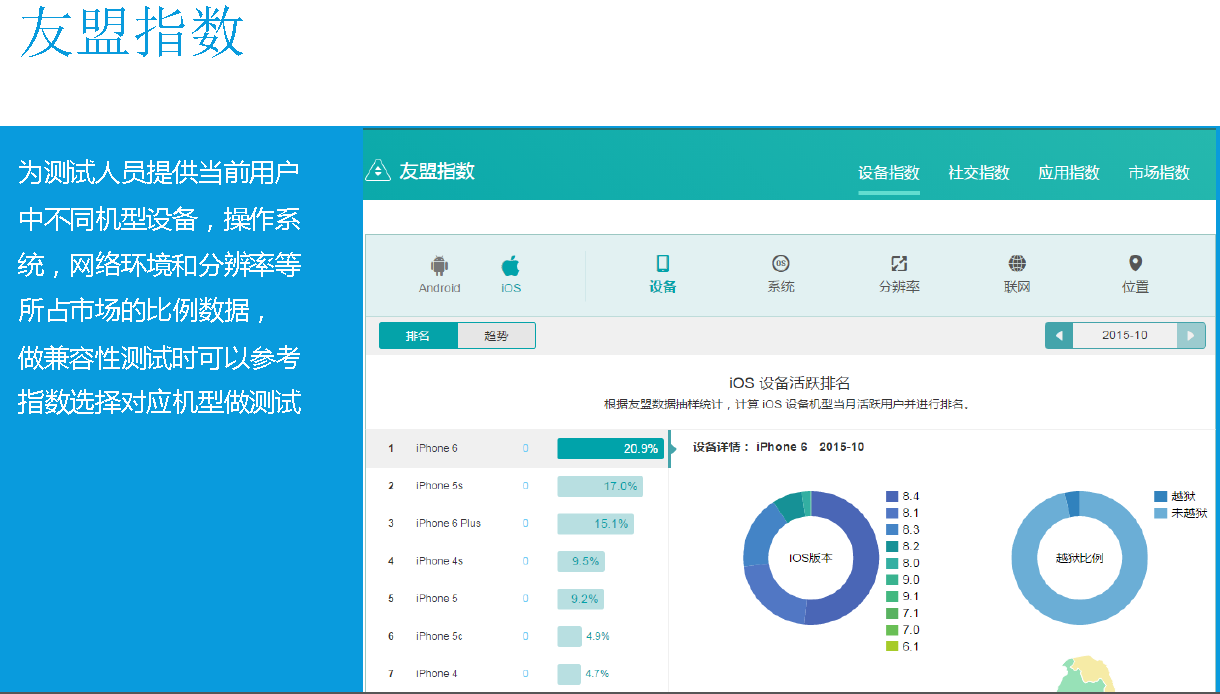 友盟指数
为测试人员提供当前用户
中不同机型设备，操作系
统，网络环境和分辨率等
所占市场的比例数据，
做兼容性测试时可以参考
指数选择对应机型做测试
友盟指数
设备指数 社交指数 应用指数 市场指数
Android iOS 设备 系统 分辨率 联网 位置
排名 趋势 2015-10
iOS 设备活跃排名
根据友盟数据抽样统计，计算 iOS 设备机型当月活跃用户并进行排名。
1 iPhone 6 0 20.9%
2 iPhone 5s 0 17.0%
3 iPhone 6 Plus 0 15.1%
4 iPhone 4s 0 9.5%
5 iPhone 5 0 9.2%
6 iPhone 5c 0 4.9%
7 iPhone 4 0 4.7%
设备详情： iPhone 6 2015-10
iOS版本
8.4
8.1
8.3
8.2
8.0
9.0
9.1
7.1
7.0
6.1
越狱比例
越狱
未越狱